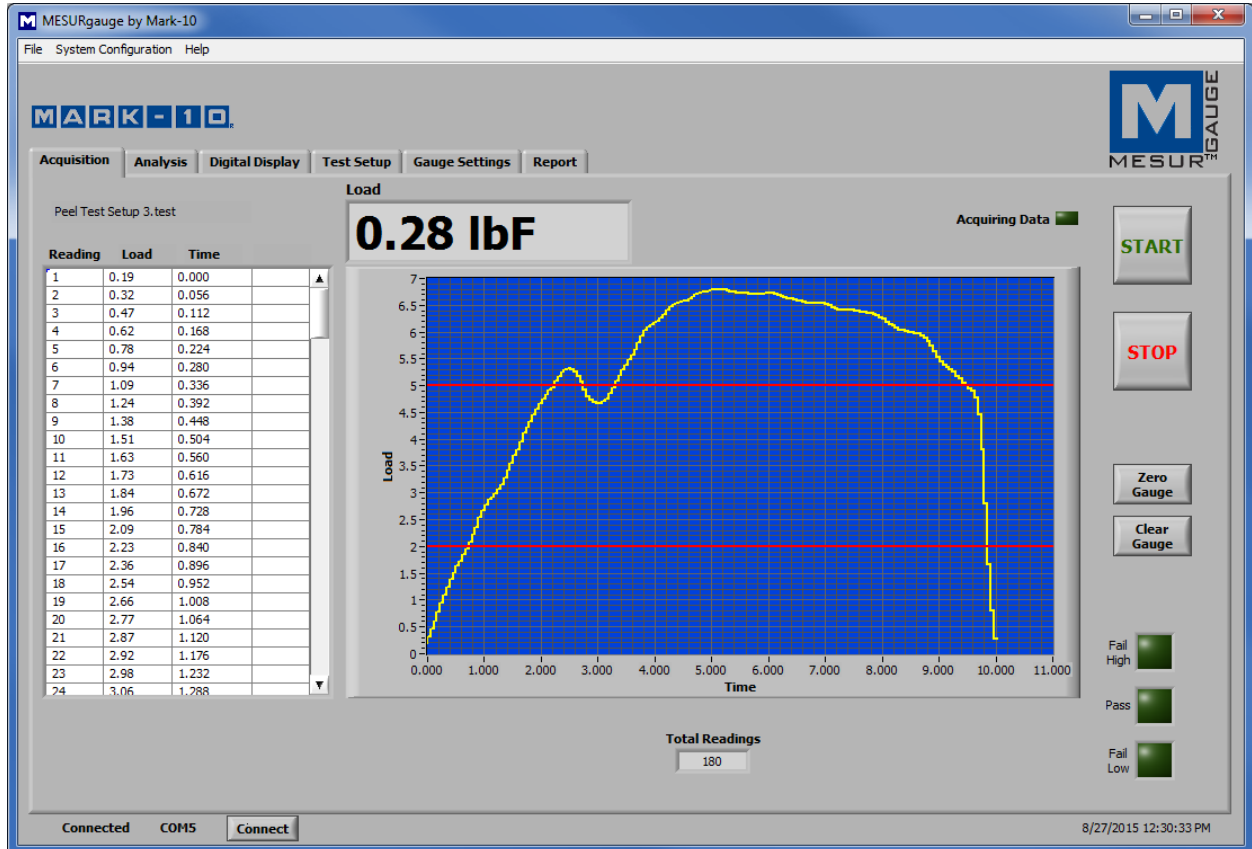 MESURgauge by Mark-10
File System Configuration Help
MARK-10
M
MESUR™ GAUGE
Acquisition Analysis Digital Display Test Setup Gauge Settings Report
Peel Test Setup 3.test
Load
0.28 lbF
Acquiring Data
START
STOP
Reading Load Time
1 0.19 0.000
2 0.32 0.056
3 0.47 0.112
4 0.62 0.168
5 0.78 0.224
6 0.94 0.280
7 1.09 0.336
8 1.24 0.392
9 1.38 0.448
10 1.51 0.504
11 1.63 0.560
12 1.73 0.616
13 1.84 0.672
14 1.96 0.728
15 2.09 0.784
16 2.23 0.840
17 2.36 0.896
18 2.54 0.952
19 2.66 1.008
20 2.77 1.064
21 2.87 1.120
22 2.92 1.176
23 2.98 1.232
24 3.06 1.288
Load
7
6.5
6
5.5
5
4.5
4
3.5
3
2.5
2
1.5
1
0.5
0
0.000 1.000 2.000 3.000 4.000 5.000 6.000 7.000 8.000 9.000 10.000 11.000
Time
Zero
Gauge
Clear
Gauge
Fail
High
Pass
Fail
Low
Total Readings
180
Connected COM5 Connect
8/27/2015 12:30:33 PM